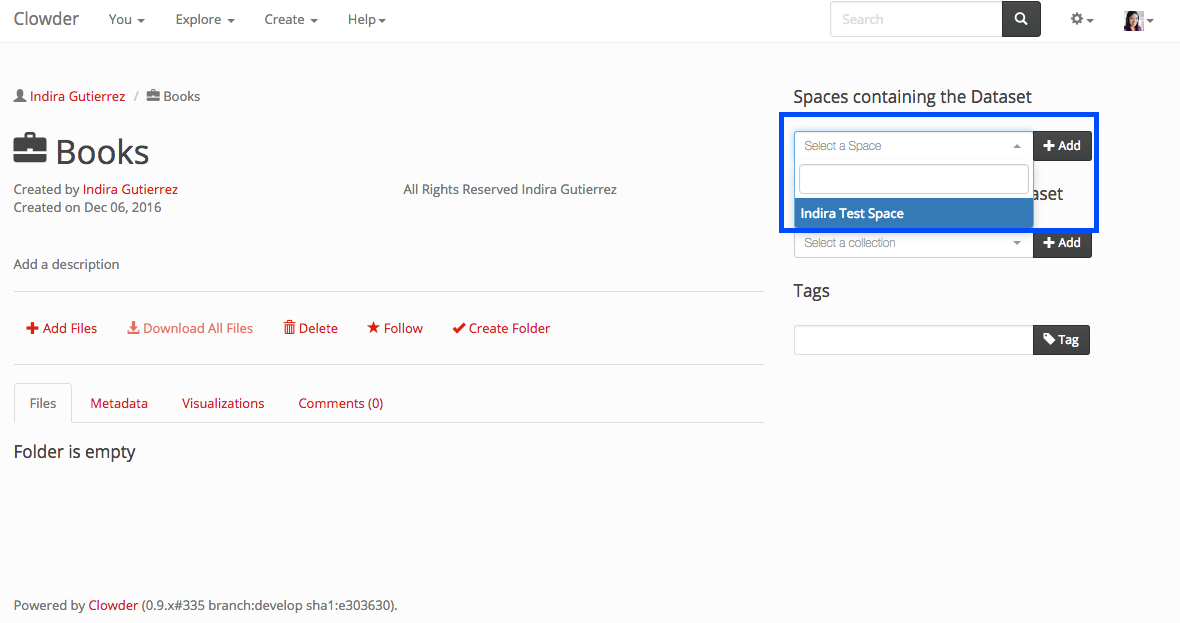 Clowder You Explore Create Help Search
Indira Gutierrez / Books
Books
Created by Indira Gutierrez
Created on Dec 06, 2016
All Rights Reserved Indira Gutierrez
Add a description
Add Files Download All Files Delete Follow Create Folder
Files Metadata Visualizations Comments (0)
Folder is empty
Spaces containing the Dataset
Select a Space Add
Indira Test Space
Select a collection Add
Tags
Tag
Powered by Clowder (0.9.x#335 branch:develop sha1:e303630).